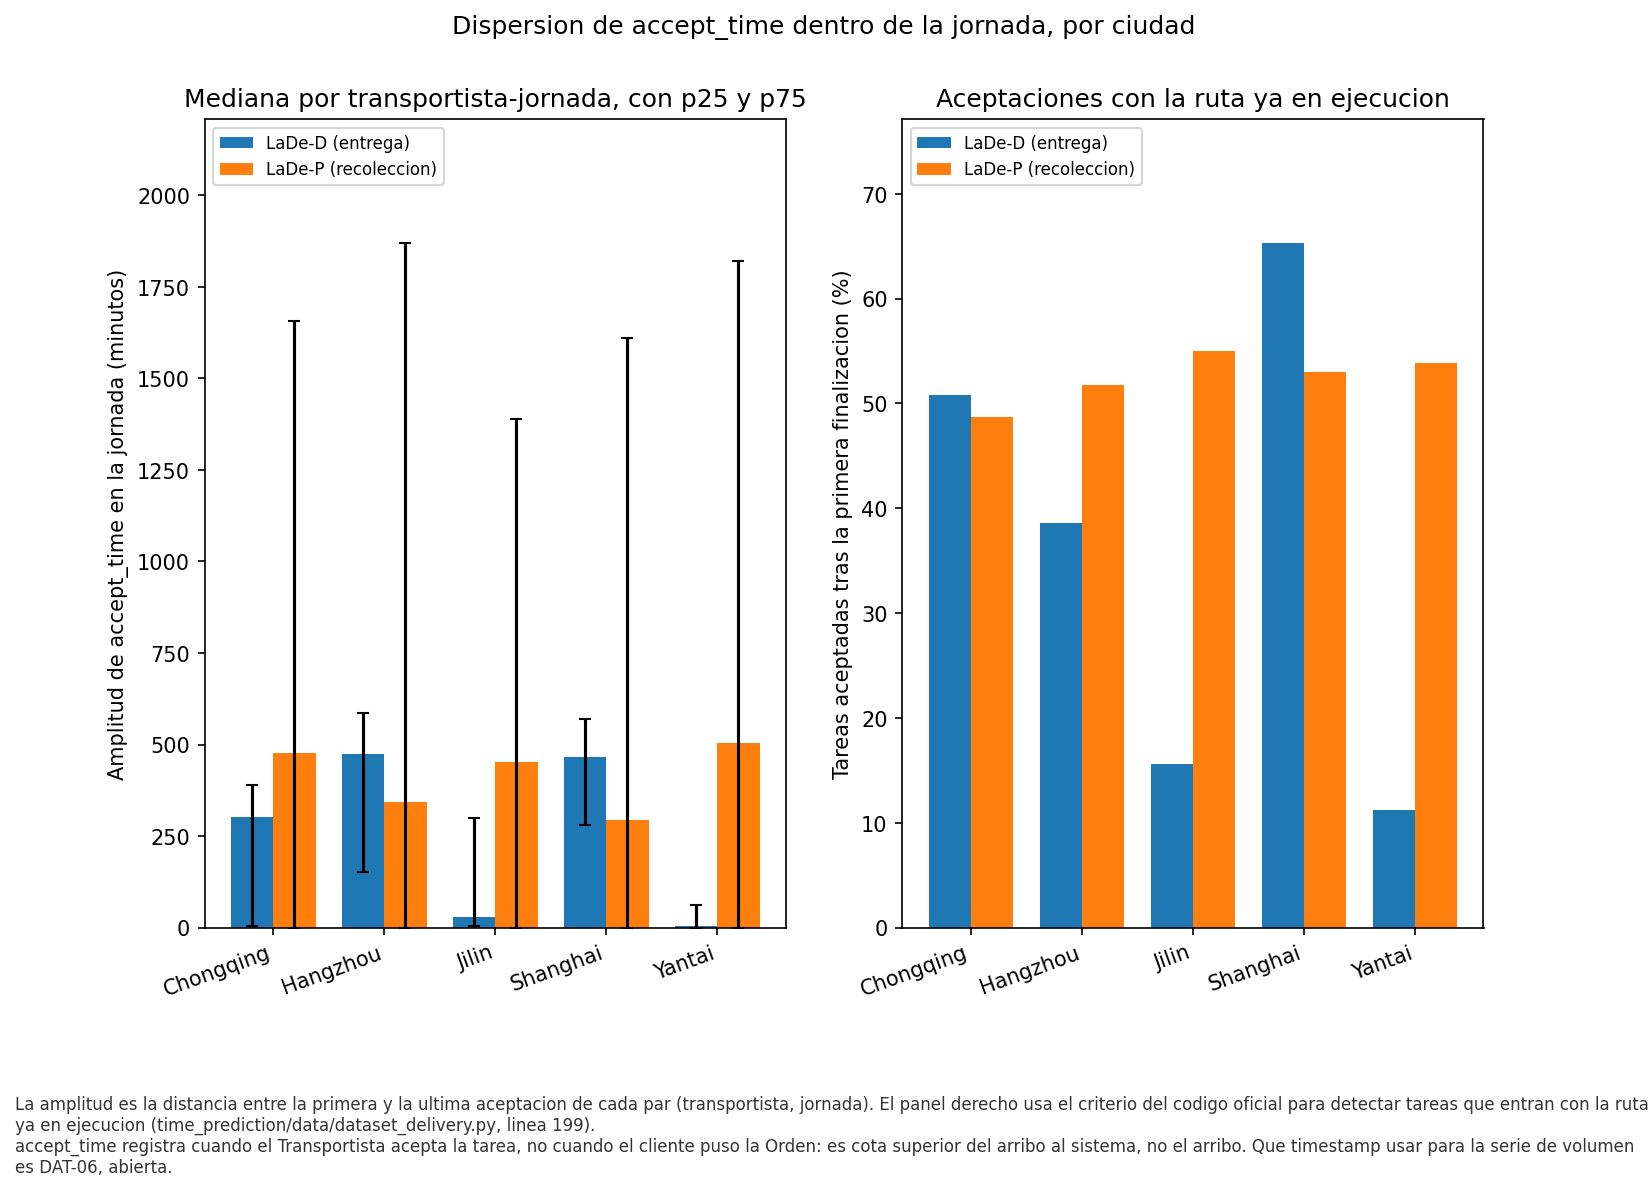 Dispersion de accept_time dentro de la jornada, por ciudad
Mediana por transportista-jornada, con p25 y p75
LaDe-D (entrega)
LaDe-P (recoleccion)
Amplitud de accept_time en la jornada (minutos)
2000
1750
1500
1250
1000
750
500
250
0
Chongqing
Hangzhou
Jilin
Shanghai
Yantai
Aceptaciones con la ruta ya en ejecucion
LaDe-D (entrega)
LaDe-P (recoleccion)
Tareas aceptadas tras la primera finalizacion (%)
70
60
50
40
30
20
10
0
Chongqing
Hangzhou
Jilin
Shanghai
Yantai
La amplitud es la distancia entre la primera y la ultima aceptacion de cada par (transportista, jornada). El panel derecho usa el criterio del codigo oficial para detectar tareas que entran con la ruta
ya en ejecucion (time_prediction/data/dataset_delivery.py, linea 199).
accept_time registra cuando el Transportista acepta la tarea, no cuando el cliente puso la Orden: es cota superior del arribo al sistema, no el arribo. Que timestamp usar para la serie de volumen
es DAT-06, abierta.